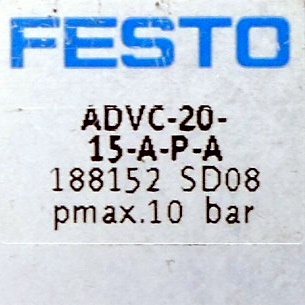 FESTO
ADVC-20-
15-A-P-A
188152 SD08
pmax.10 bar